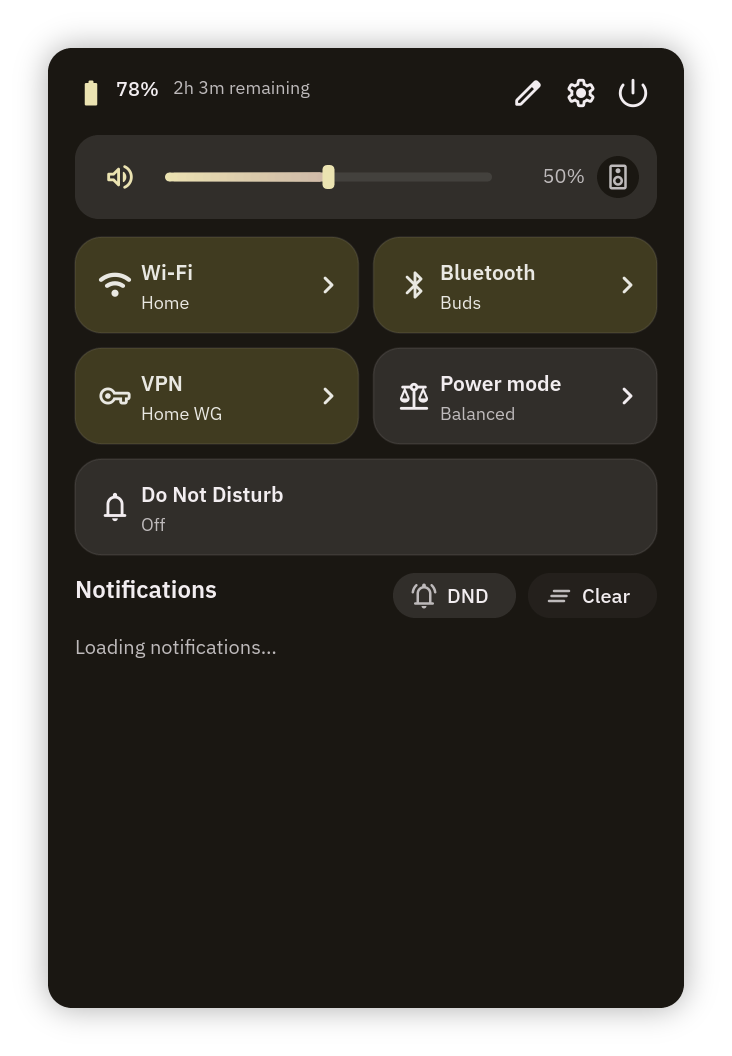 78% 2h 3m remaining
50%
Wi-Fi
Home
Bluetooth
Buds
VPN
Home WG
Power mode
Balanced
Do Not Disturb
Off
Notifications
DND
Clear
Loading notifications...